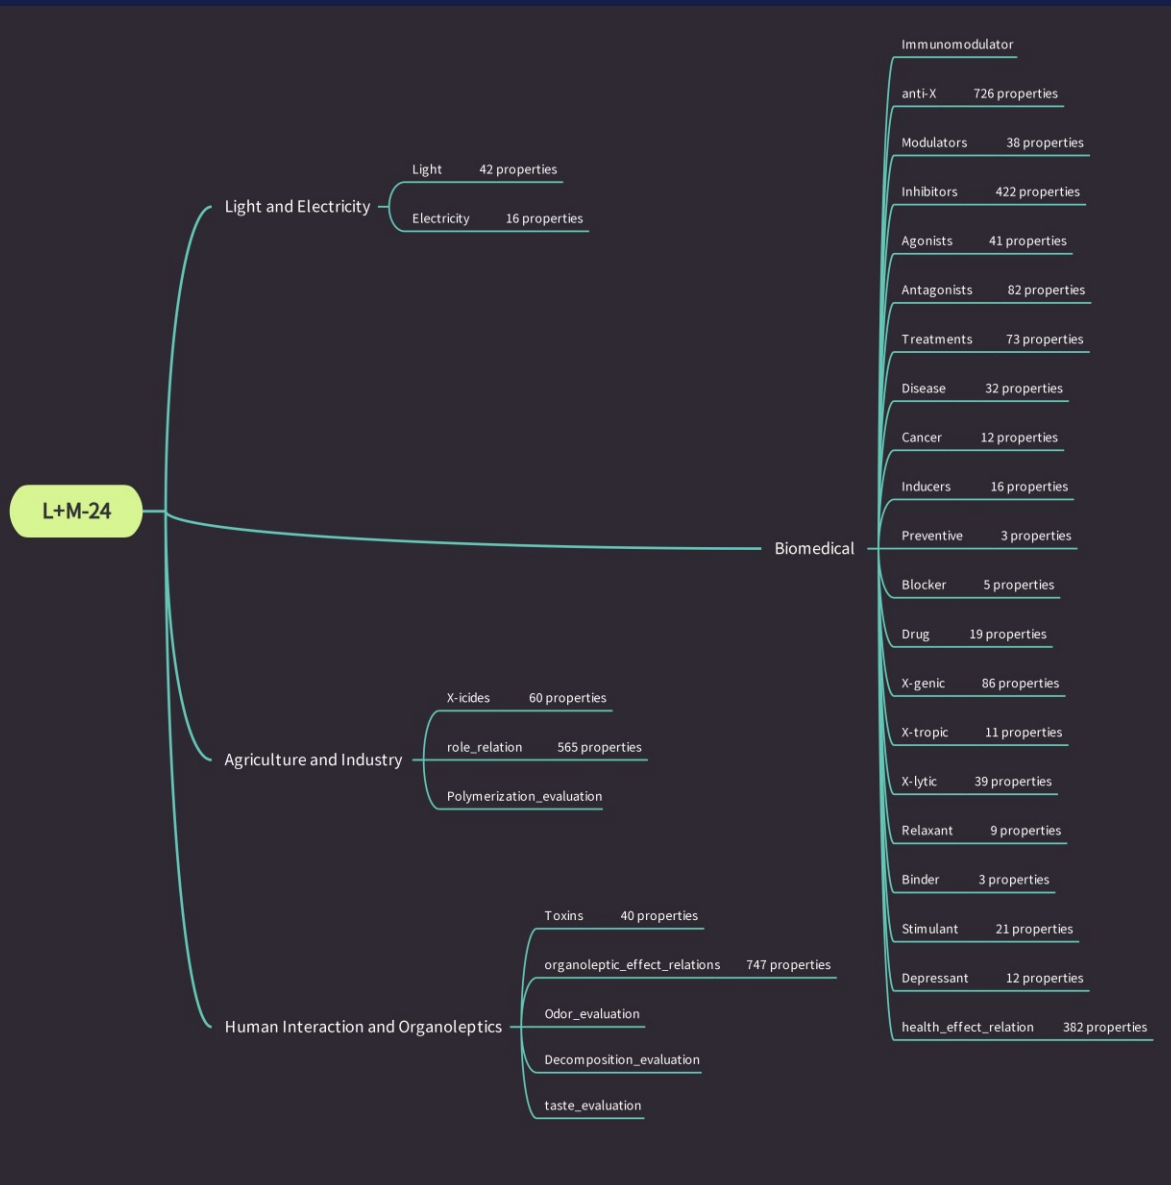 L+M-24
Light and Electricity
Light 42 properties
Electricity 16 properties
Biomedical
Immunomodulator
anti-X 726 properties
Modulators 38 properties
Inhibitors 422 properties
Agonists 41 properties
Antagonists 82 properties
Treatments 73 properties
Disease 32 properties
Cancer 12 properties
Inducers 16 properties
Preventive 3 properties
Blocker 5 properties
Drug 19 properties
X-genic 86 properties
X-tropic 11 properties
X-lytic 39 properties
Relaxant 9 properties
Binder 3 properties
Stimulant 21 properties
Depressant 12 properties
health_effect_relation 382 properties
Agriculture and Industry
X-icides 60 properties
role_relation 565 properties
Polymerization_evaluation
Human Interaction and Organoleptics
Toxins 40 properties
organoleptic_effect_relations 747 properties
Odor_evaluation
Decomposition_evaluation
taste_evaluation